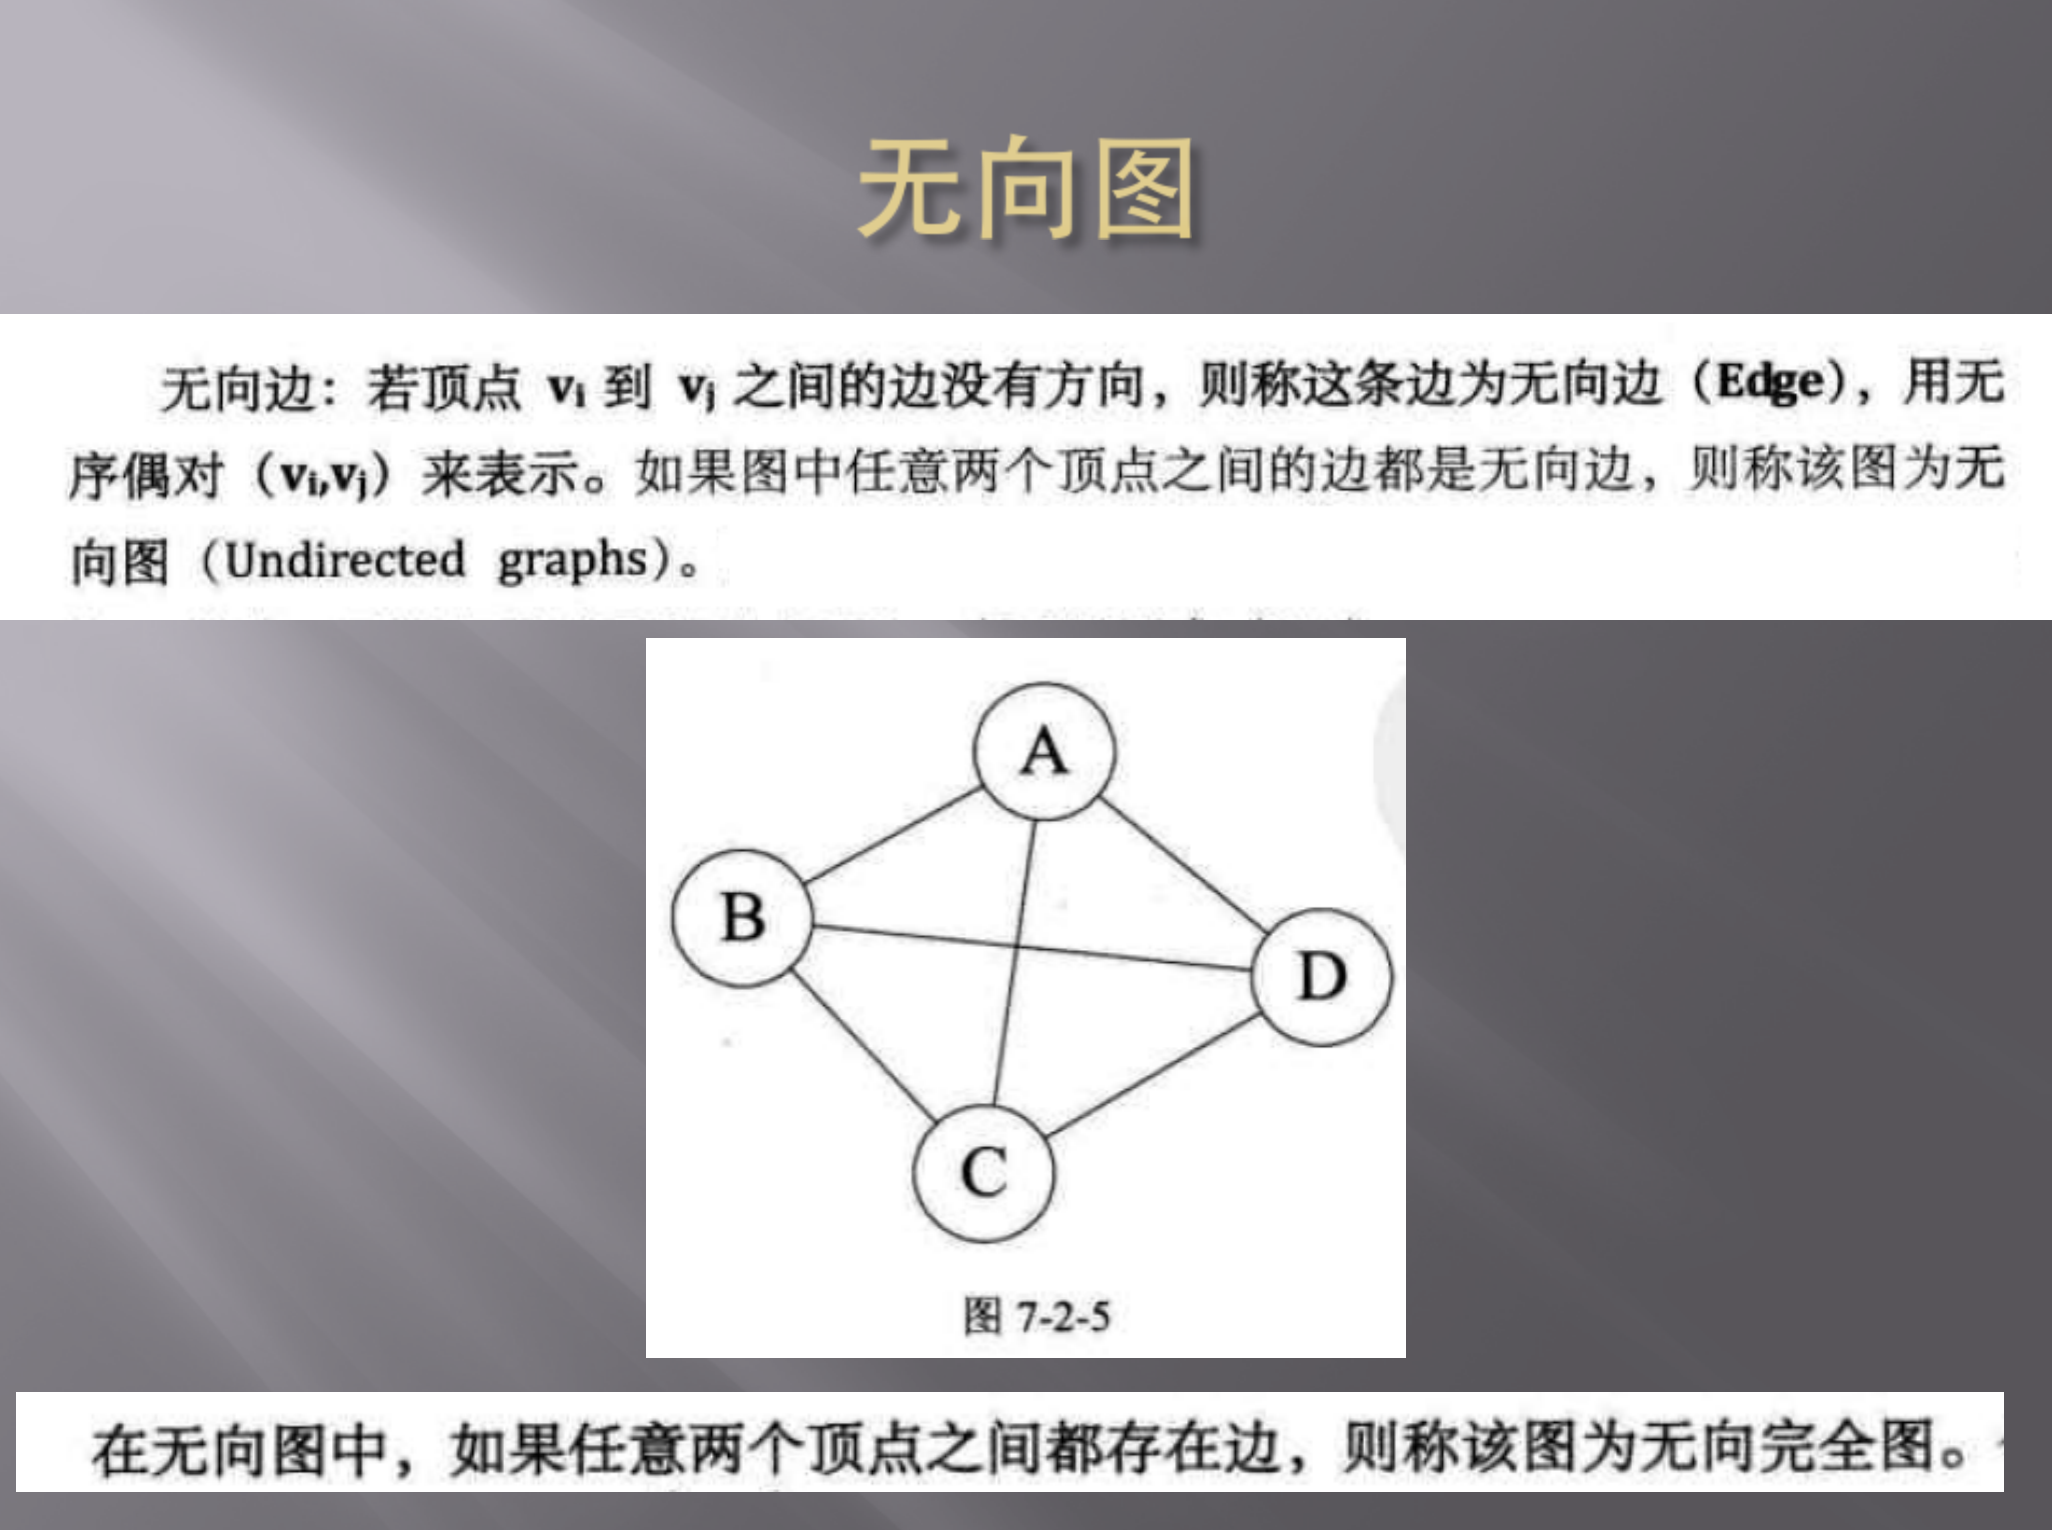 无向图
无向边：若顶点 vi 到 vj 之间的边没有方向，则称这条边为无向边（Edge），用无
序偶对（vi,vj）来表示。如果图中任意两个顶点之间的边都是无向边，则称该图为无
向图（Undirected graphs）。
A
B
D
C
图 7-2-5
在无向图中，如果任意两个顶点之间都存在边，则称该图为无向完全图。